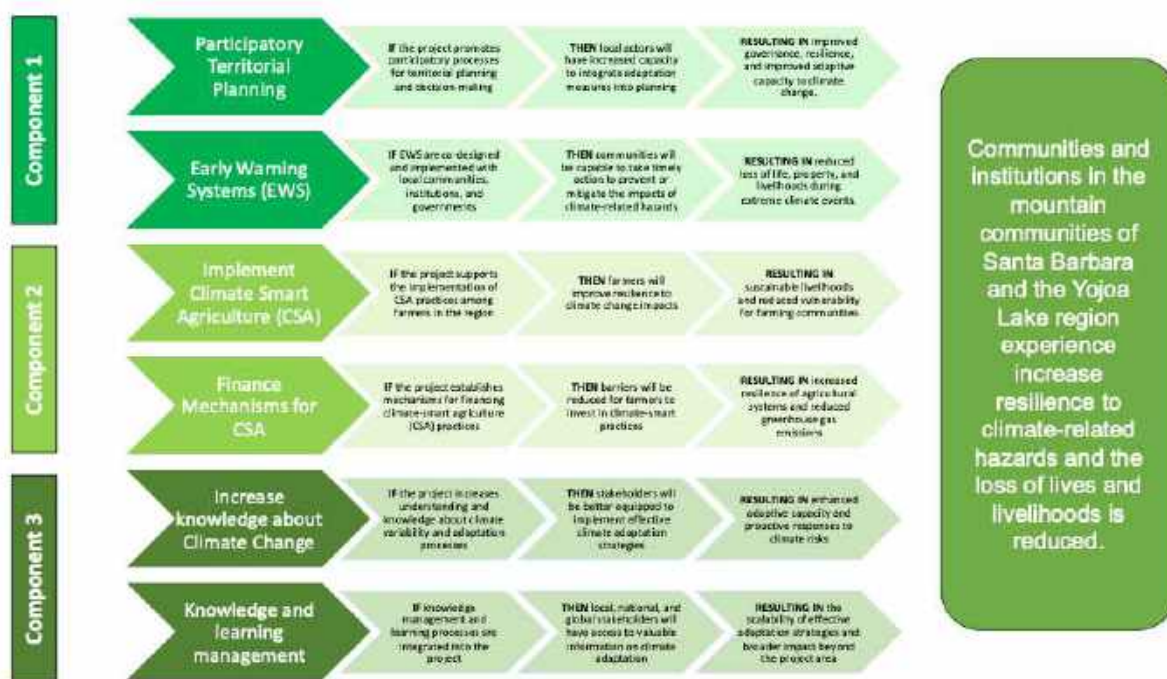 Component 1
Participatory
Territorial
Planning
IF the project promotes
participatory processes
for territorial planning
and decision-making
THEN local actors will
have increased capacity
to integrate adaptation
measures into planning
RESULTING IN improved
governance, resilience,
and improved adaptive
capacity to climate
change.
Early Warning
Systems (EWS)
IF EWS are co-designed
and implemented with
local communities,
institutions, and
governments
THEN communities will
be capable to take timely
action to prevent or
mitigate the impacts of
climate-related hazards
RESULTING IN reduced
loss of life, property, and
livelihoods during
extreme climate events.
Component 2
Implement
Climate Smart
Agriculture (CSA)
IF the project supports
the implementation of
CSA practices among
farmers in the region
THEN farmers will
improve resilience to
climate change impacts
RESULTING IN
sustainable livelihoods
and reduced vulnerability
for farming communities
Finance
Mechanisms for
CSA
IF the project establishes
mechanisms for financing
climate-smart agriculture
(CSA) practices
THEN barriers will be
reduced for farmers to
invest in climate-smart
practices
RESULTING IN increased
resilience of agricultural
systems and reduced
greenhouse gas
emissions
Component 3
Increase
knowledge about
Climate Change
IF the project increases
understanding and
knowledge about climate
variability and adaptation
processes
THEN stakeholders will
be better equipped to
implement effective
climate adaptation
strategies
RESULTING IN enhanced
adaptive capacity and
proactive responses to
climate risks
Knowledge and
learning
management
IF knowledge
management and
learning processes are
integrated into the
project
THEN local, national, and
global stakeholders will
have access to valuable
information on climate
adaptation
RESULTING IN the
scalability of effective
adaptation strategies and
broader impact beyond
the project area
Communities and
institutions in the
mountain
communities of
Santa Barbara
and the Yojoa
Lake region
experience
increase
resilience to
climate-related
hazards and the
loss of lives and
livelihoods is
reduced.